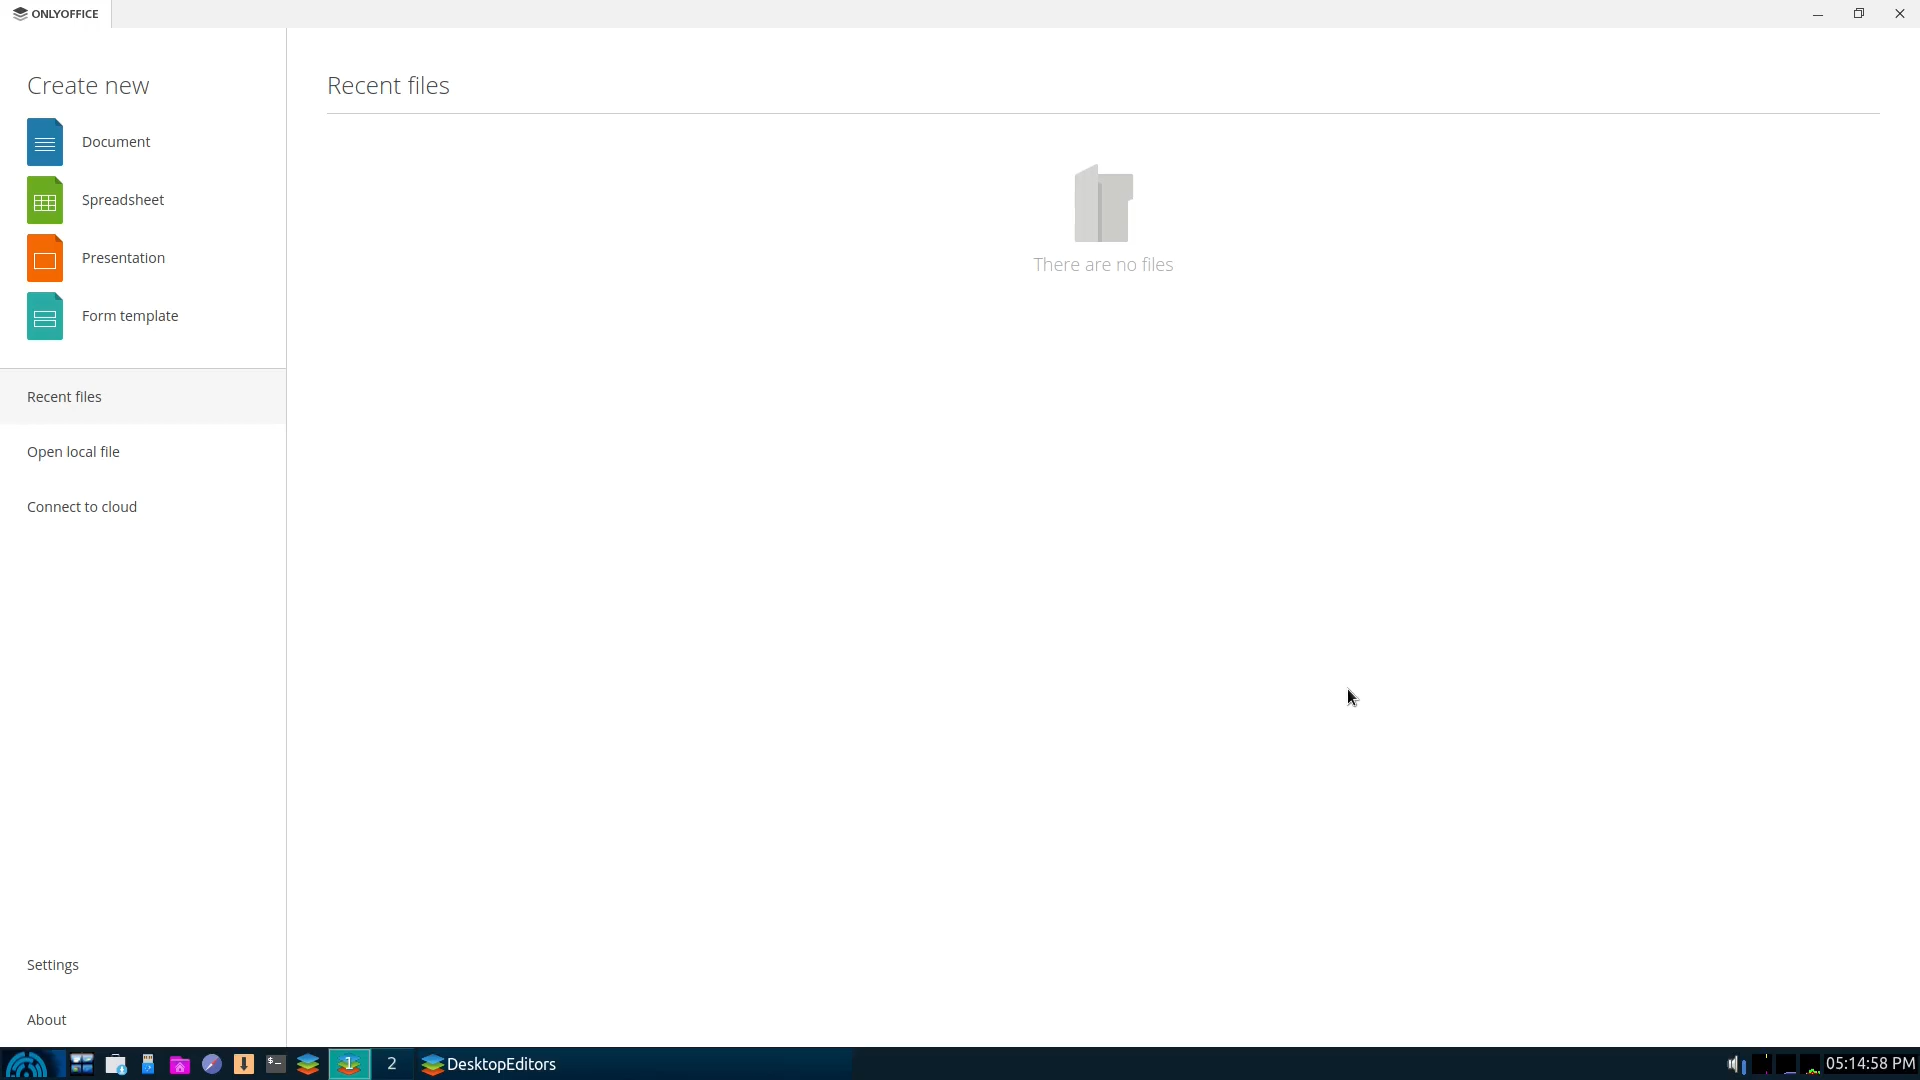 ONLYOFFICE
Create new
Document
Spreadsheet
Presentation
Form template
Recent files
Open local file
Connect to cloud
Settings
About
Recent files
There are no files
1
2
DesktopEditors
05:14:58 PM